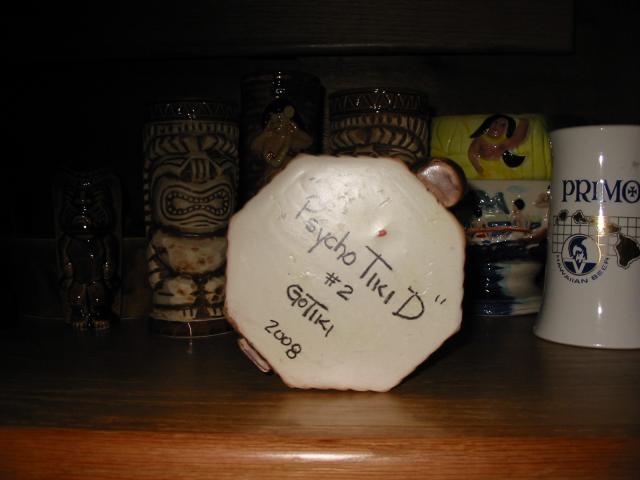 Psycho Tiki "D"
#2
GoTiki
2008
PRIMO
HAWAIIAN BEER